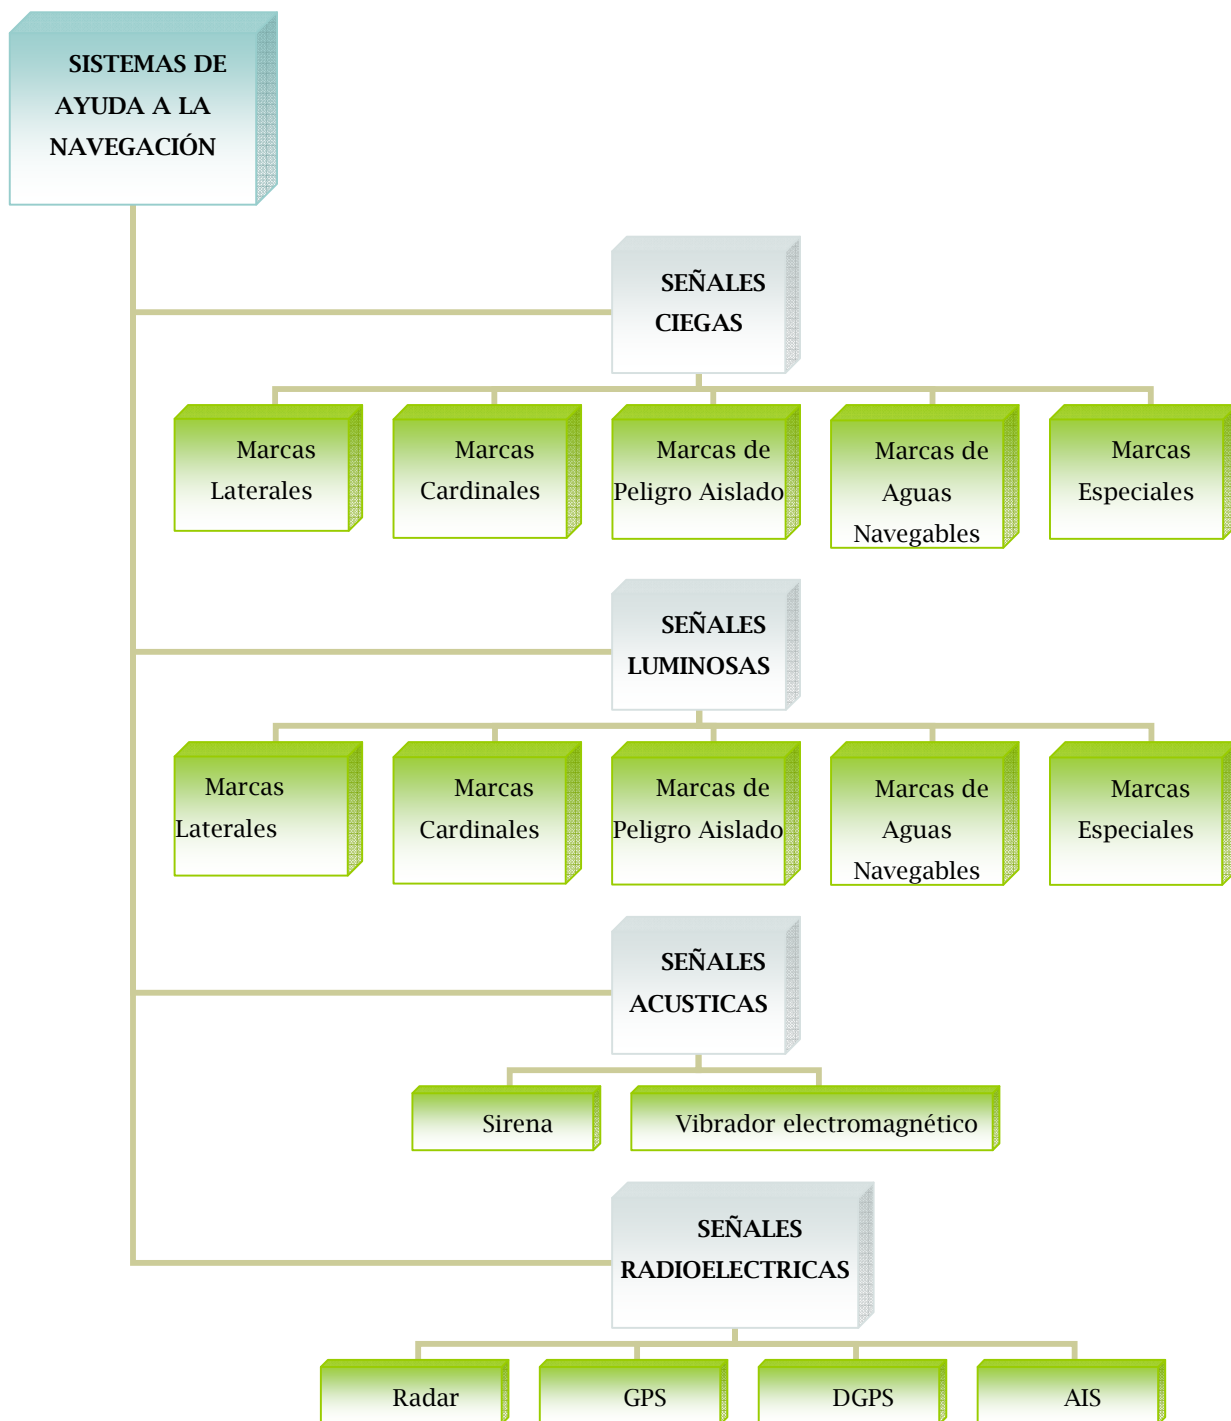 SISTEMAS DE
AYUDA A LA
NAVEGACIÓN
SEÑALES
CIEGAS
Marcas
Laterales
Marcas
Cardinales
Marcas de
Peligro Aislado
Marcas de
Aguas
Navegables
Marcas
Especiales
SEÑALES
LUMINOSAS
Marcas
Laterales
Marcas
Cardinales
Marcas de
Peligro Aislado
Marcas de
Aguas
Navegables
Marcas
Especiales
SEÑALES
ACUSTICAS
Sirena
Vibrador electromagnético
SEÑALES
RADIOELECTRICAS
Radar
GPS
DGPS
AIS